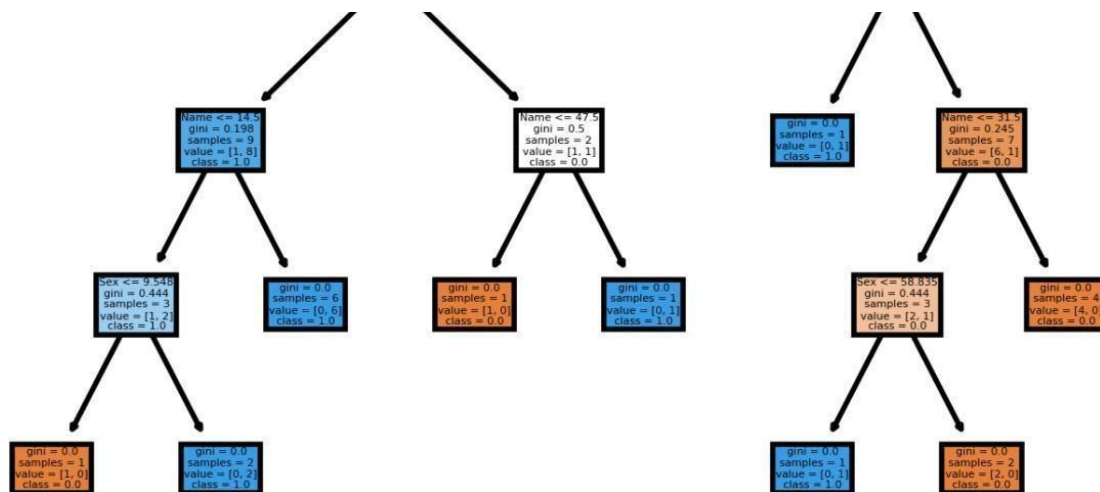 Name <= 14.5
gini = 0.198
samples = 9
value = [1, 8]
class = 1.0
Name <= 47.5
gini = 0.5
samples = 2
value = [1, 1]
class = 0.0
gini = 0.0
samples = 1
value = [0, 1]
class = 1.0
Name <= 31.5
gini = 0.245
samples = 7
value = [6, 1]
class = 0.0
Sex <= 9.548
gini = 0.444
samples = 3
value = [1, 2]
class = 1.0
gini = 0.0
samples = 6
value = [0, 6]
class = 1.0
gini = 0.0
samples = 1
value = [1, 0]
class = 0.0
gini = 0.0
samples = 1
value = [0, 1]
class = 1.0
Sex <= 58.835
gini = 0.444
samples = 3
value = [2, 1]
class = 0.0
gini = 0.0
samples = 4
value = [4, 0]
class = 0.0
gini = 0.0
samples = 1
value = [1, 0]
class = 0.0
gini = 0.0
samples = 2
value = [0, 2]
class = 1.0
gini = 0.0
samples = 1
value = [0, 1]
class = 1.0
gini = 0.0
samples = 2
value = [2, 0]
class = 0.0